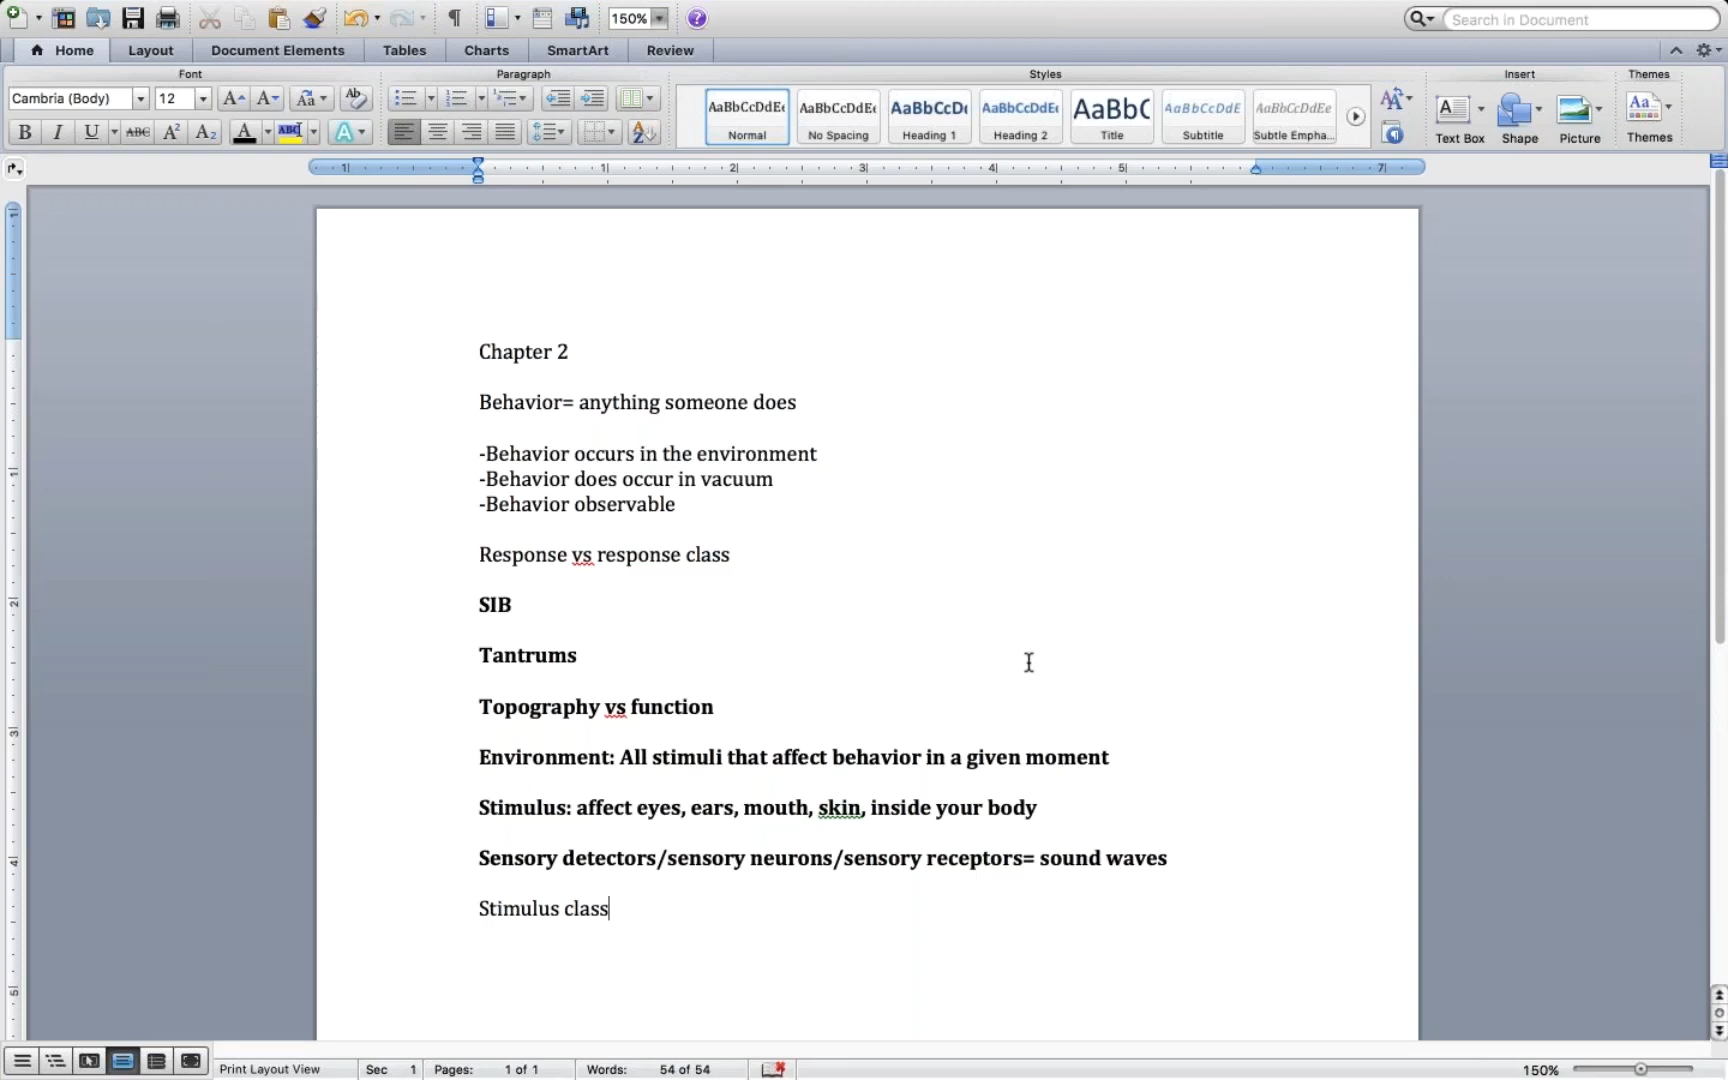 150%
Search in Document
Home
Layout
Document Elements
Tables
Charts
SmartArt
Review
Font
Paragraph
Styles
Insert
Themes
Cambria (Body)
12
AaBbCcDdEe
Normal
AaBbCcDdEe
No Spacing
AaBbCcDc
Heading 1
AaBbCcDdEe
Heading 2
AaBbC
Title
AaBbCcDdE
Subtitle
AaBbCcDdEe
Subtle Empha...
Text Box
Shape
Picture
Themes
Chapter 2
Behavior= anything someone does
-Behavior occurs in the environment
-Behavior does occur in vacuum
-Behavior observable
Response vs response class
SIB
Tantrums
Topography vs function
Environment: All stimuli that affect behavior in a given moment
Stimulus: affect eyes, ears, mouth, skin, inside your body
Sensory detectors/sensory neurons/sensory receptors= sound waves
Stimulus class
Print Layout View
Sec 1
Pages: 1 of 1
Words: 54 of 54
150%